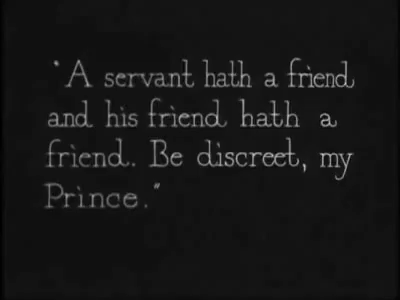 "A servant hath a friend
and his friend hath a
friend. Be discreet, my
Prince."